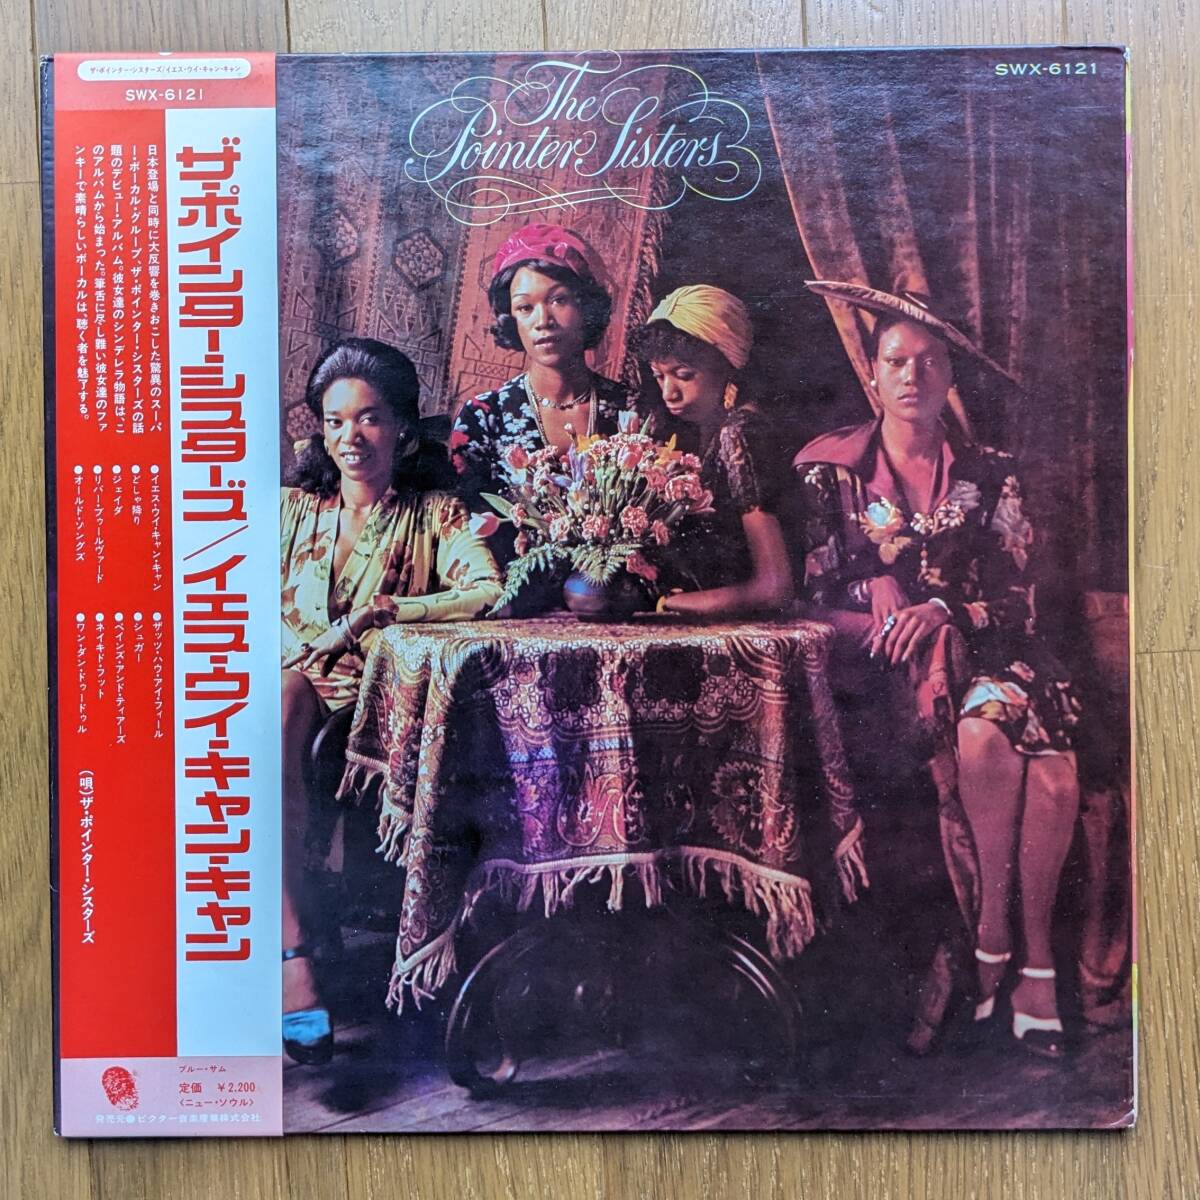 ザ・ポインター・シスターズ/イエス・ウイ・キャン・キャン
SWX-6121
ザ・ポインター・シスターズ/イエス・ウイ・キャン・キャン
日本登場と同時に大反響を巻きおこした驚異のスーパ
ー・ボーカル・グループ、ザ・ポインター・シスターズの話
題のデビュー・アルバム。彼女達のシンデレラ物語は、こ
のアルバムから始まった。筆舌に尽し難い彼女達のファ
ンキーで素晴らしいボーカルは、聴く者を魅了する。
●イエス・ウイ・キャン・キャン
●どしゃ降り
●ジェイダ
●リバー・ブールヴァード
●オールド・ソングズ
●ザッツ・ハウ・アイ・フィール
●シュガー
●ペインズ・アンド・ティアーズ
●ネイキド・フット
●ワン・ダン・ドゥードゥル
(唄)ザ・ポインター・シスターズ
ブルー・サム
定価 ¥2,200
〈ニュー・ソウル〉
発売元●ビクター音楽産業株式会社
The
Pointer Sisters
SWX-6121